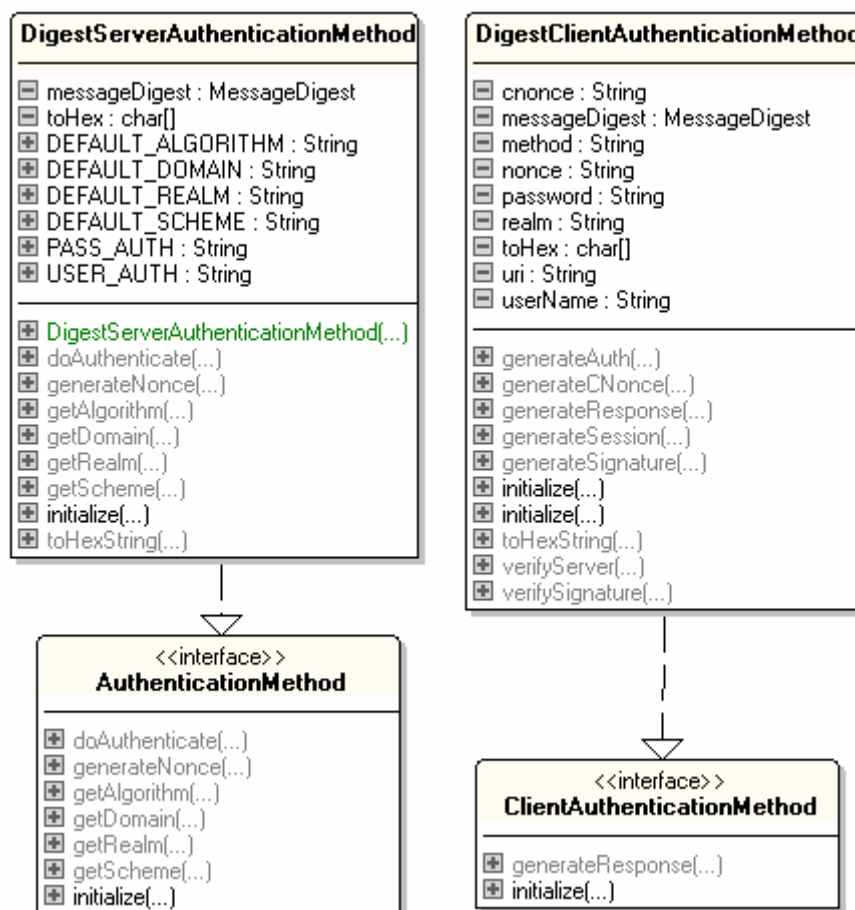 DigestServerAuthenticationMethod
messageDigest : MessageDigest
toHex : char[]
DEFAULT_ALGORITHM : String
DEFAULT_DOMAIN : String
DEFAULT_REALM : String
DEFAULT_SCHEME : String
PASS_AUTH : String
USER_AUTH : String
DigestServerAuthenticationMethod(...)
doAuthenticate(...)
generateNonce(...)
getAlgorithm(...)
getDomain(...)
getRealm(...)
getScheme(...)
initialize(...)
toHexString(...)
<<interface>>
AuthenticationMethod
doAuthenticate(...)
generateNonce(...)
getAlgorithm(...)
getDomain(...)
getRealm(...)
getScheme(...)
initialize(...)
DigestClientAuthenticationMethod
cnonce : String
messageDigest : MessageDigest
method : String
nonce : String
password : String
realm : String
toHex : char[]
uri : String
userName : String
generateAuth(...)
generateCNonce(...)
generateResponse(...)
generateSession(...)
generateSignature(...)
initialize(...)
initialize(...)
toHexString(...)
verifyServer(...)
verifySignature(...)
<<interface>>
ClientAuthenticationMethod
generateResponse(...)
initialize(...)